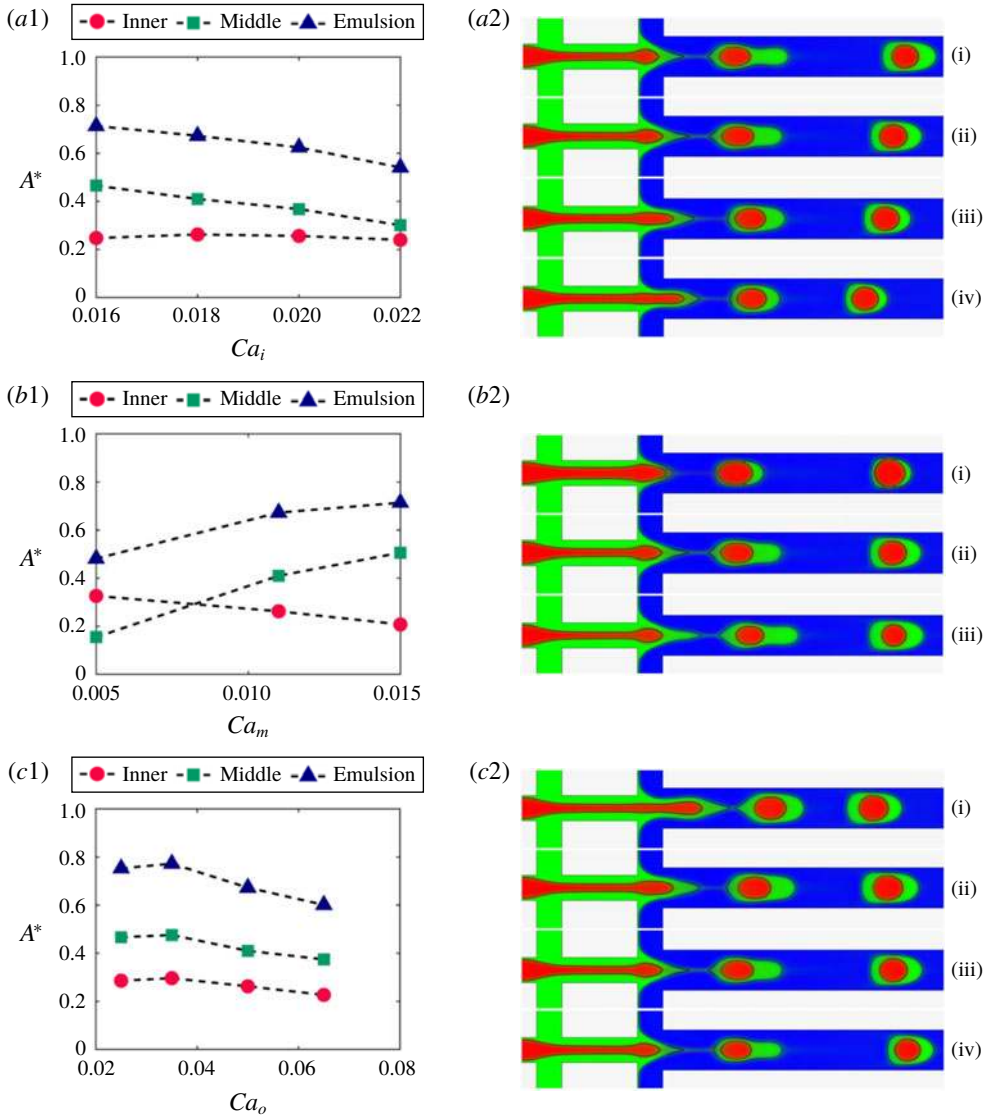 (a1)
Inner Middle Emulsion
1.0
0.8
0.6
A*
0.4
0.2
0
0.016 0.018 0.020 0.022
Ca_i
(a2)
(i)
(ii)
(iii)
(iv)
(b1)
Inner Middle Emulsion
1.0
0.8
0.6
A*
0.4
0.2
0
0.005 0.010 0.015
Ca_m
(b2)
(i)
(ii)
(iii)
(c1)
Inner Middle Emulsion
1.0
0.8
0.6
A*
0.4
0.2
0
0.02 0.04 0.06 0.08
Ca_o
(c2)
(i)
(ii)
(iii)
(iv)